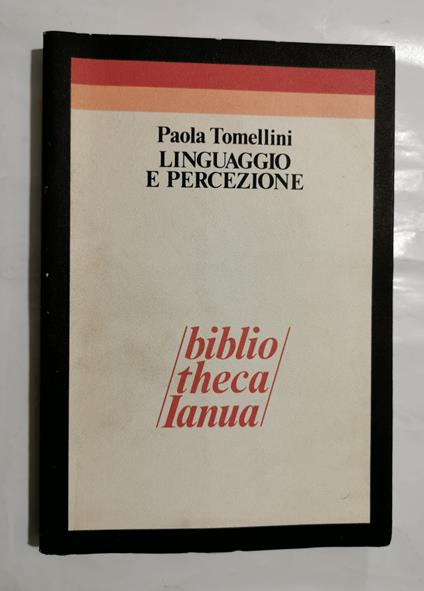 Paola Tomellini
LINGUAGGIO
E PERCEZIONE
/biblio/
/theca/
/Ianua/